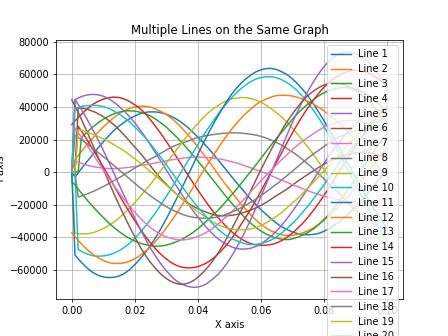 Multiple Lines on the Same Graph
80000
60000
40000
20000
0
−20000
−40000
−60000
0.00
0.02
0.04
0.06
X axis
Line 1
Line 2
Line 3
Line 4
Line 5
Line 6
Line 7
Line 8
Line 9
Line 10
Line 11
Line 12
Line 13
Line 14
Line 15
Line 16
Line 17
Line 18
Line 19
Line 20